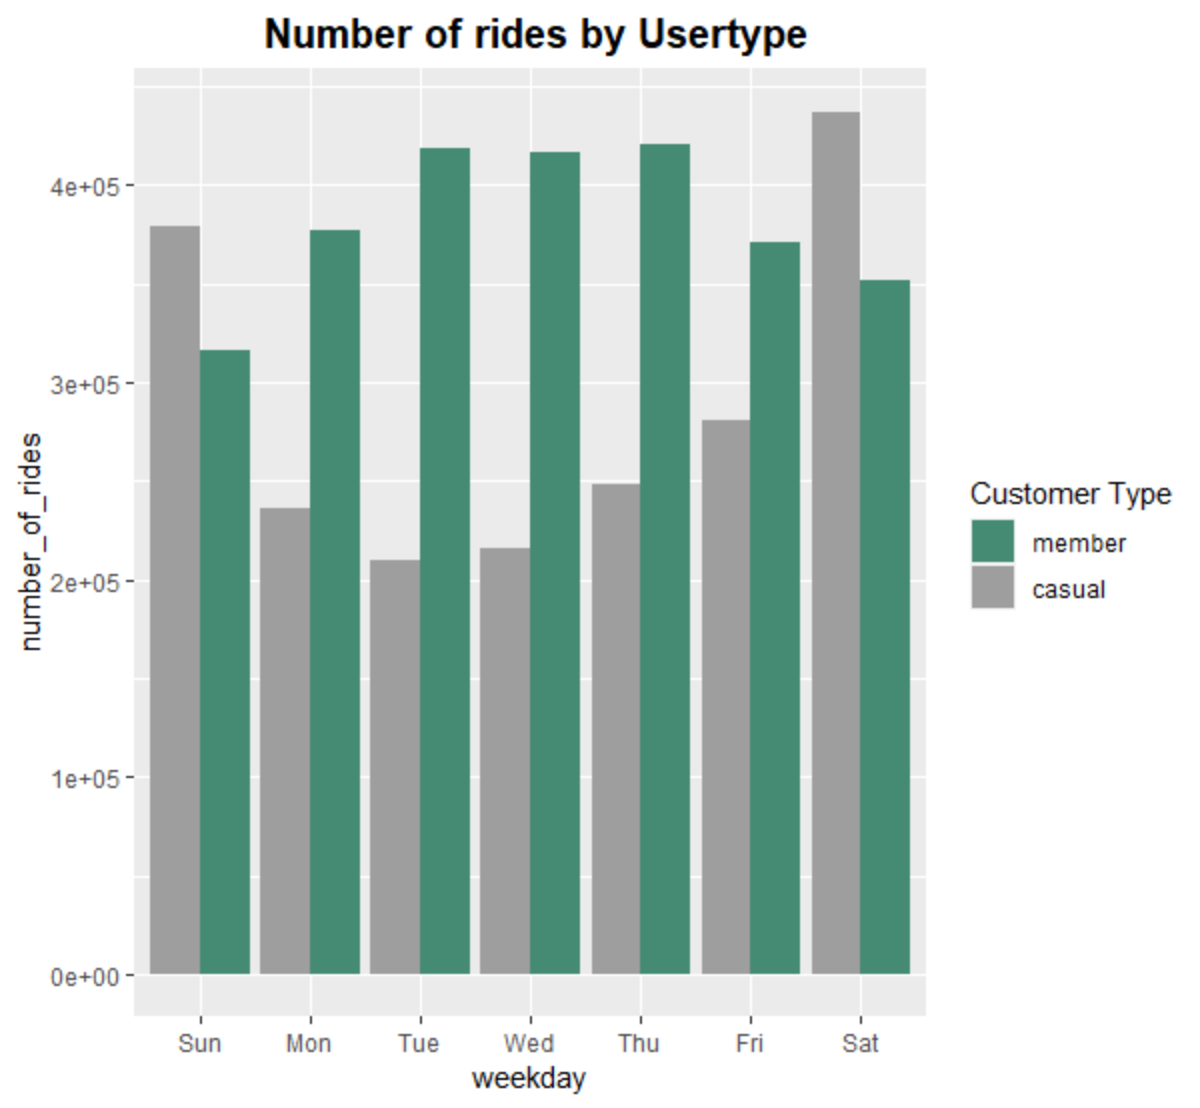 Number of rides by Usertype
number_of_rides
4e+05
3e+05
2e+05
1e+05
0e+00
Sun Mon Tue Wed Thu Fri Sat
weekday
Customer Type
member
casual